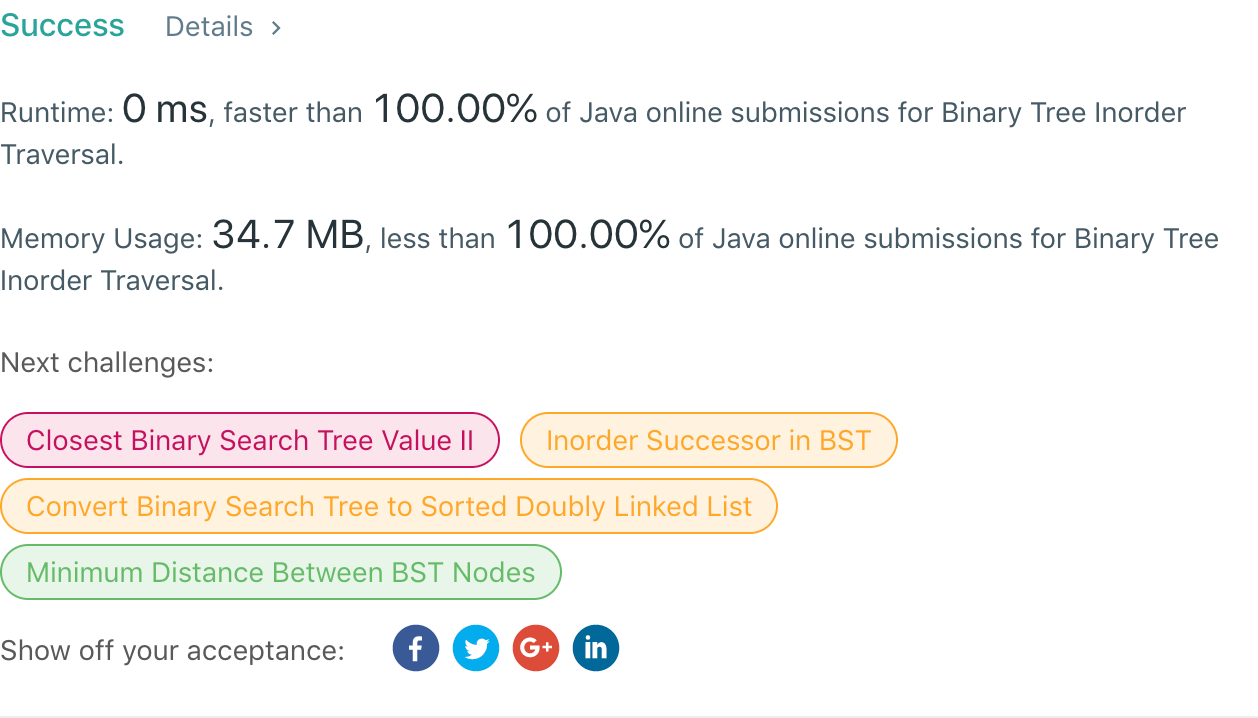 Success Details >
Runtime: 0 ms, faster than 100.00% of Java online submissions for Binary Tree Inorder
Traversal.
Memory Usage: 34.7 MB, less than 100.00% of Java online submissions for Binary Tree
Inorder Traversal.
Next challenges:
Closest Binary Search Tree Value II Inorder Successor in BST
Convert Binary Search Tree to Sorted Doubly Linked List
Minimum Distance Between BST Nodes
Show off your acceptance: f G+ in